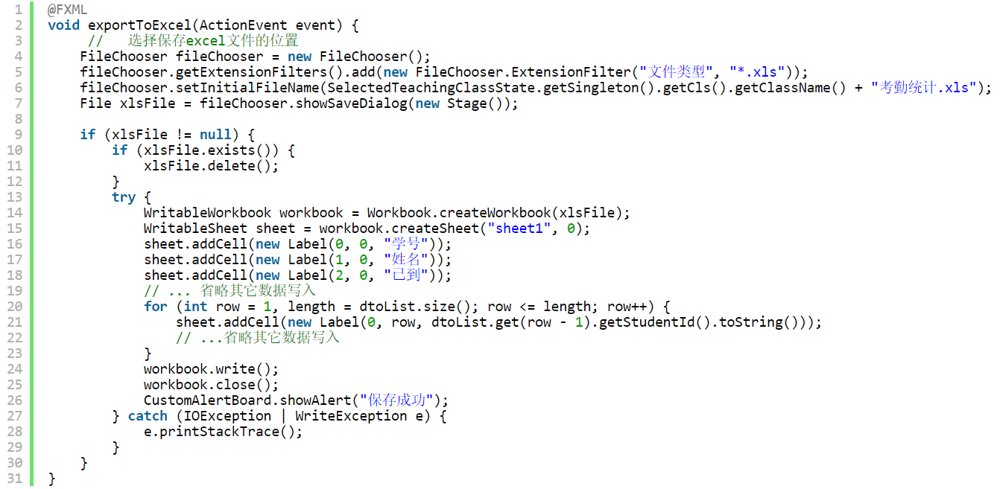 1 @FXML
2 void exportToExcel(ActionEvent event) {
3 //   选择保存excel文件的位置
4 FileChooser fileChooser = new FileChooser();
5 fileChooser.getExtensionFilters().add(new FileChooser.ExtensionFilter("文件类型", "*.xls"));
6 fileChooser.setInitialFileName(SelectedTeachingClassState.getSingleton().getCls().getClassName() + "考勤统计.xls");
7 File xlsFile = fileChooser.showSaveDialog(new Stage());
8
9 if (xlsFile != null) {
10 if (xlsFile.exists()) {
11 xlsFile.delete();
12 }
13 try {
14 WritableWorkbook workbook = Workbook.createWorkbook(xlsFile);
15 WritableSheet sheet = workbook.createSheet("sheet1", 0);
16 sheet.addCell(new Label(0, 0, "学号"));
17 sheet.addCell(new Label(1, 0, "姓名"));
18 sheet.addCell(new Label(2, 0, "已到"));
19 // ... 省略其它数据写入
20 for (int row = 1, length = dtoList.size(); row <= length; row++) {
21 sheet.addCell(new Label(0, row, dtoList.get(row - 1).getStudentId().toString()));
22 // ...省略其它数据写入
23 }
24 workbook.write();
25 workbook.close();
26 CustomAlertBoard.showAlert("保存成功");
27 } catch (IOException | WriteException e) {
28 e.printStackTrace();
29 }
30 }
31 }